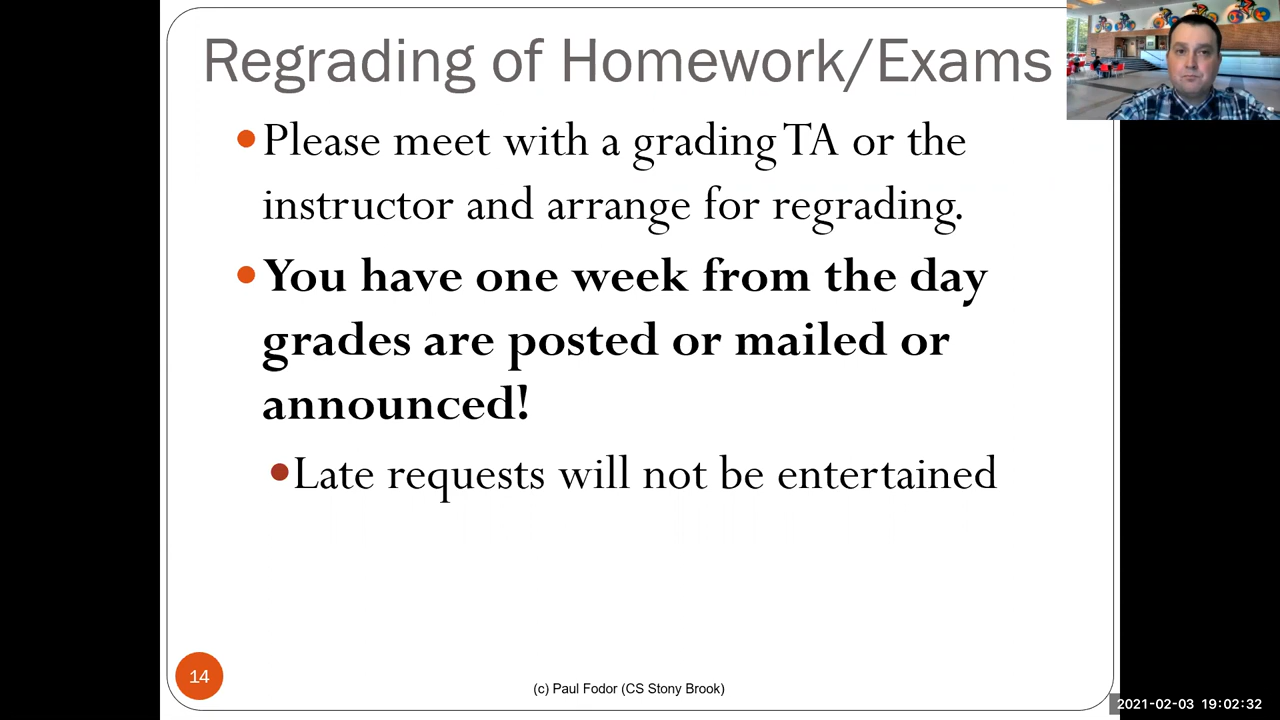 Regrading of Homework/Exams
Please meet with a grading TA or the
instructor and arrange for regrading.
You have one week from the day
grades are posted or mailed or
announced!
Late requests will not be entertained
14
(c) Paul Fodor (CS Stony Brook)
2021-02-03 19:02:32